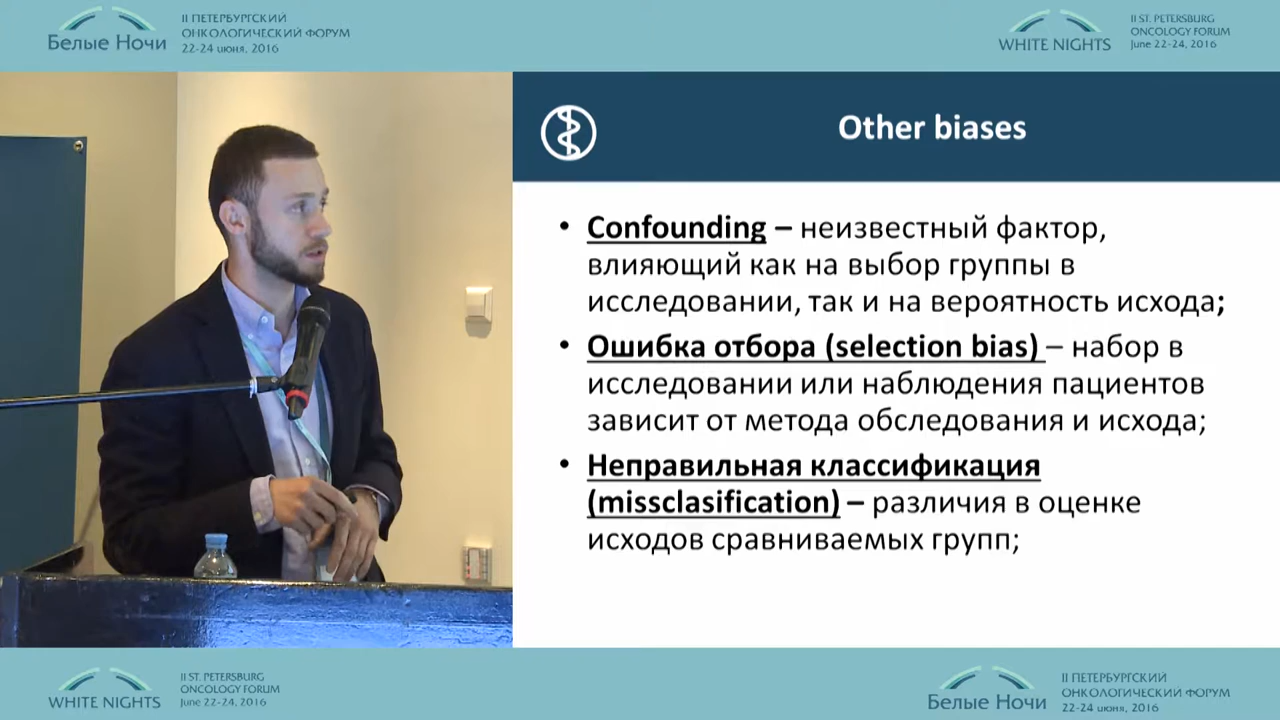 Белые Ночи
II ПЕТЕРБУРГСКИЙ
ОНКОЛОГИЧЕСКИЙ ФОРУМ
22-24 июня, 2016
WHITE NIGHTS
II ST. PETERSBURG
ONCOLOGY FORUM
June 22-24, 2016
Other biases
• Confounding – неизвестный фактор,
влияющий как на выбор группы в
исследовании, так и на вероятность исхода;
• Ошибка отбора (selection bias) – набор в
исследовании или наблюдения пациентов
зависит от метода обследования и исхода;
• Неправильная классификация
(missclasification) – различия в оценке
исходов сравниваемых групп;
WHITE NIGHTS
II ST. PETERSBURG
ONCOLOGY FORUM
June 22-24, 2016
Белые Ночи
II ПЕТЕРБУРГСКИЙ
ОНКОЛОГИЧЕСКИЙ ФОРУМ
22-24 июня, 2016